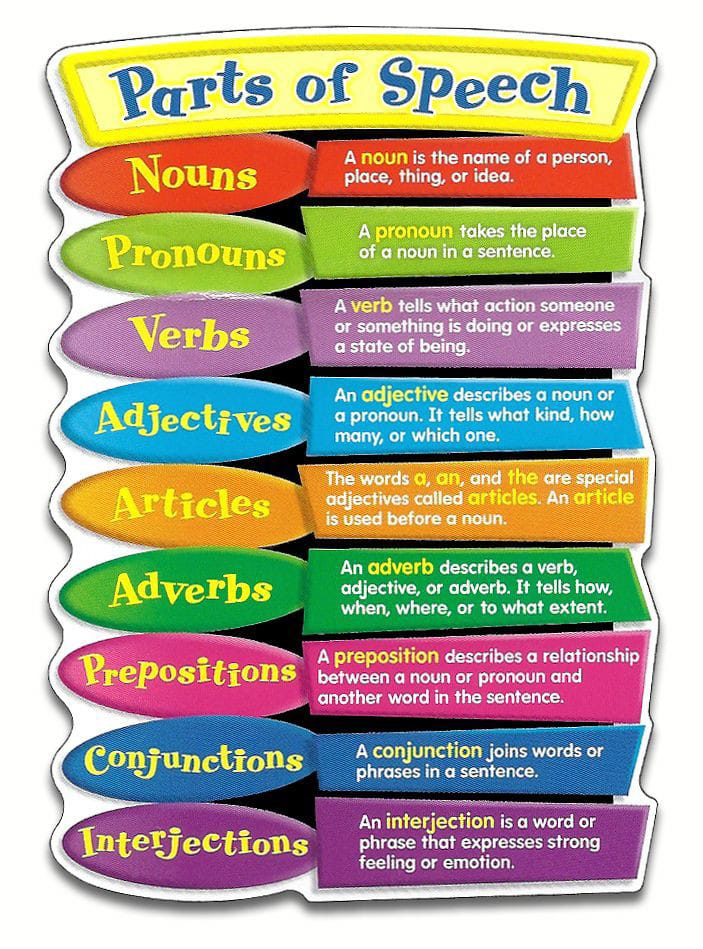 Parts of Speech
Nouns
A noun is the name of a person,
place, thing, or idea.
Pronouns
A pronoun takes the place
of a noun in a sentence.
Verbs
A verb tells what action someone
or something is doing or expresses
a state of being.
Adjectives
An adjective describes a noun or
a pronoun. It tells what kind, how
many, or which one.
Articles
The words a, an, and the are special
adjectives called articles. An article
is used before a noun.
Adverbs
An adverb describes a verb,
adjective, or adverb. It tells how,
when, where, or to what extent.
Prepositions
A preposition describes a relationship
between a noun or pronoun and
another word in the sentence.
Conjunctions
A conjunction joins words or
phrases in a sentence.
Interjections
An interjection is a word or
phrase that expresses strong
feeling or emotion.